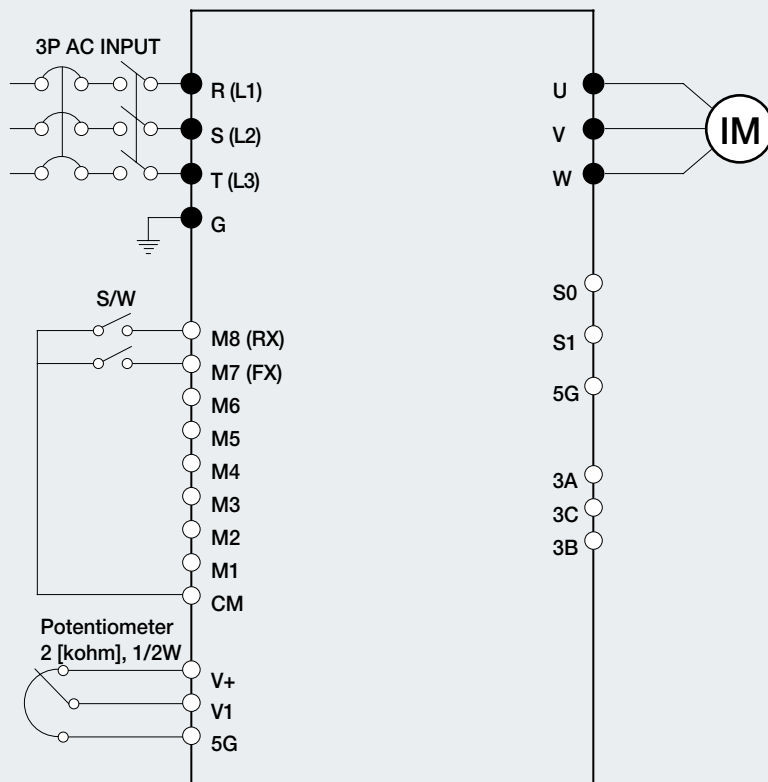 3P AC INPUT
R (L1)
S (L2)
T (L3)
G
S/W
M8 (RX)
M7 (FX)
M6
M5
M4
M3
M2
M1
CM
Potentiometer
2 [kohm], 1/2W
V+
V1
5G
U
V
W
IM
S0
S1
5G
3A
3C
3B